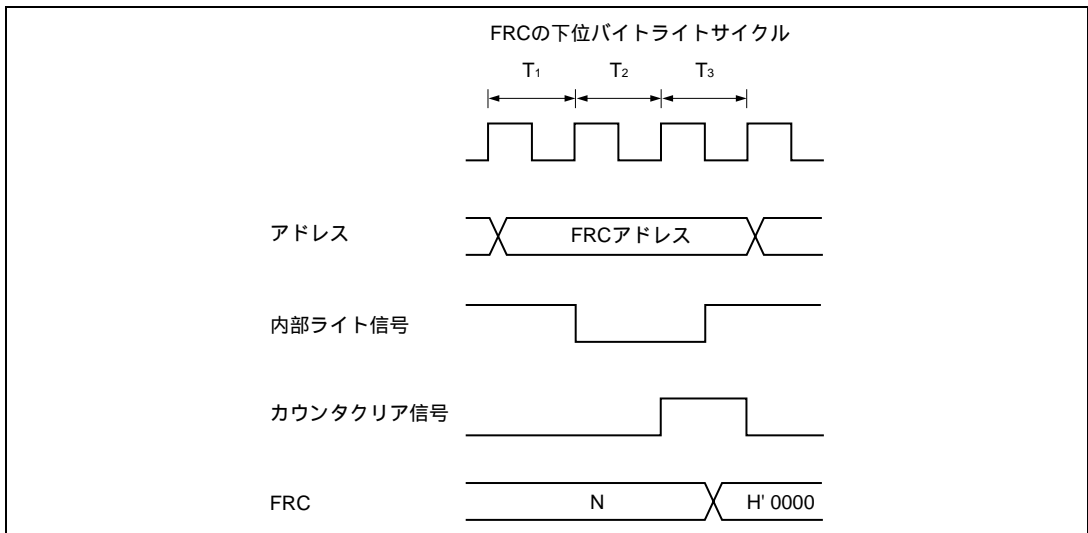 FRCの下位バイトライトサイクル
T1 T2 T3
アドレス FRCアドレス
内部ライト信号
カウンタクリア信号
FRC N H' 0000